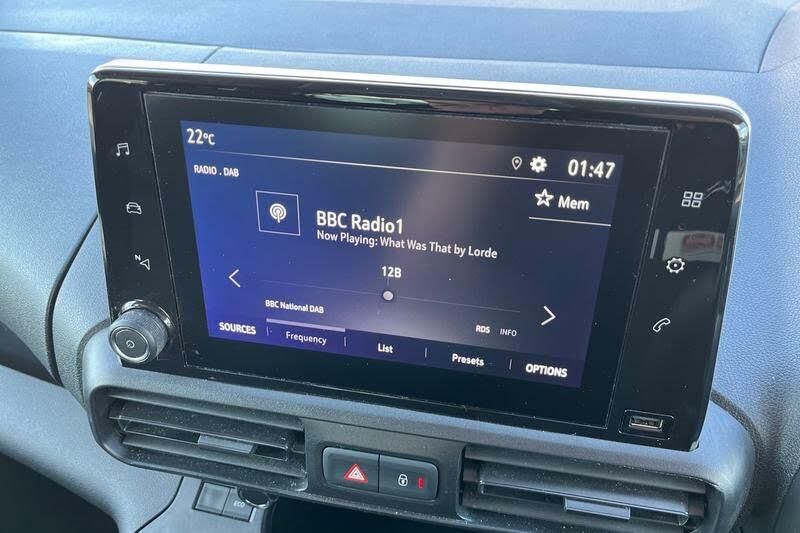 22°C
01:47
RADIO . DAB
Mem
BBC Radio1
Now Playing: What Was That by Lorde
12B
BBC National DAB
RDS INFO
SOURCES Frequency List Presets OPTIONS
N
ECO